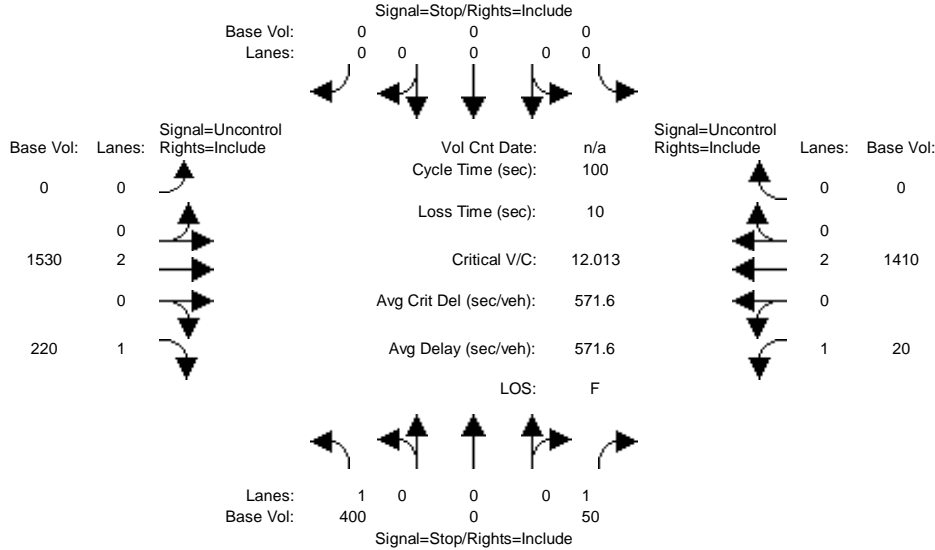 Signal=Stop/Rights=Include
Base Vol: 0 0 0
Lanes: 0 0 0 0 0
Signal=Uncontrol Signal=Uncontrol
Base Vol: Lanes: Rights=Include Vol Cnt Date: n/a Rights=Include Lanes: Base Vol:
Cycle Time (sec): 100
0 0 0 0
Loss Time (sec): 10
0 0
1530 2 Critical V/C: 12.013 2 1410
0 Avg Crit Del (sec/veh): 571.6 0
220 1 Avg Delay (sec/veh): 571.6 1 20
LOS: F
Lanes: 1 0 0 0 1
Base Vol: 400 0 50
Signal=Stop/Rights=Include